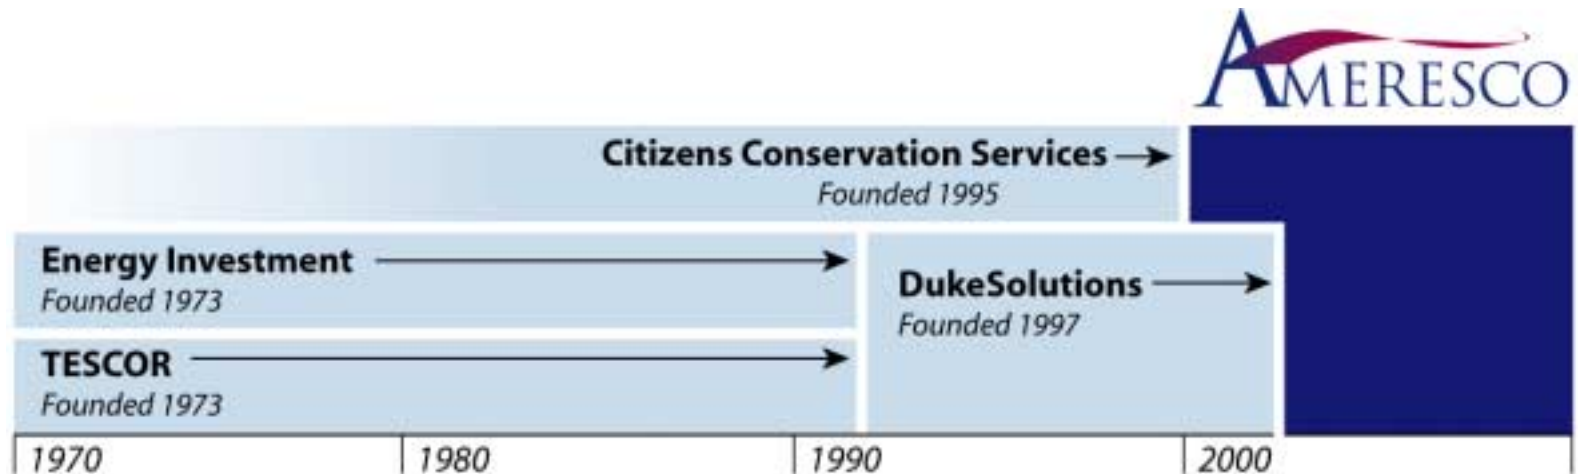 AMERESCO
Citizens Conservation Services
Founded 1995
Energy Investment
Founded 1973
DukeSolutions
Founded 1997
TESCOR
Founded 1973
1970 1980 1990 2000